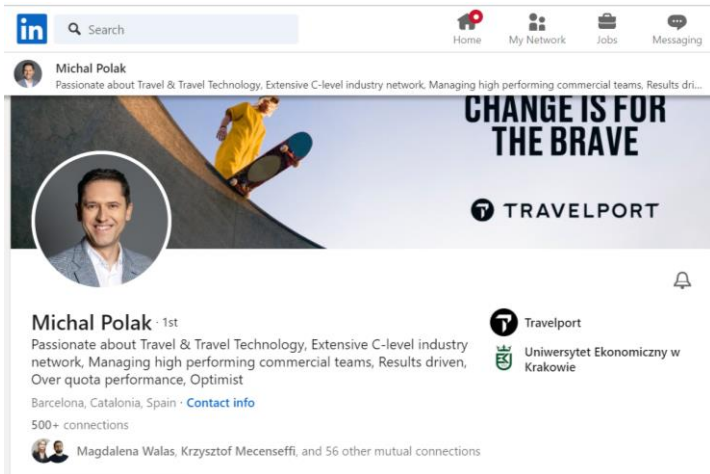 in
Search
Home
My Network
Jobs
Messaging
Michal Polak
Passionate about Travel & Travel Technology, Extensive C-level industry network, Managing high performing commercial teams, Results dri...
CHANGE IS FOR
THE BRAVE
TRAVELPORT
Michal Polak · 1st
Passionate about Travel & Travel Technology, Extensive C-level industry
network, Managing high performing commercial teams, Results driven,
Over quota performance, Optimist
Barcelona, Catalonia, Spain · Contact info
500+ connections
Magdalena Walas, Krzysztof Mecenseffi, and 56 other mutual connections
Travelport
Uniwersytet Ekonomiczny w
Krakowie